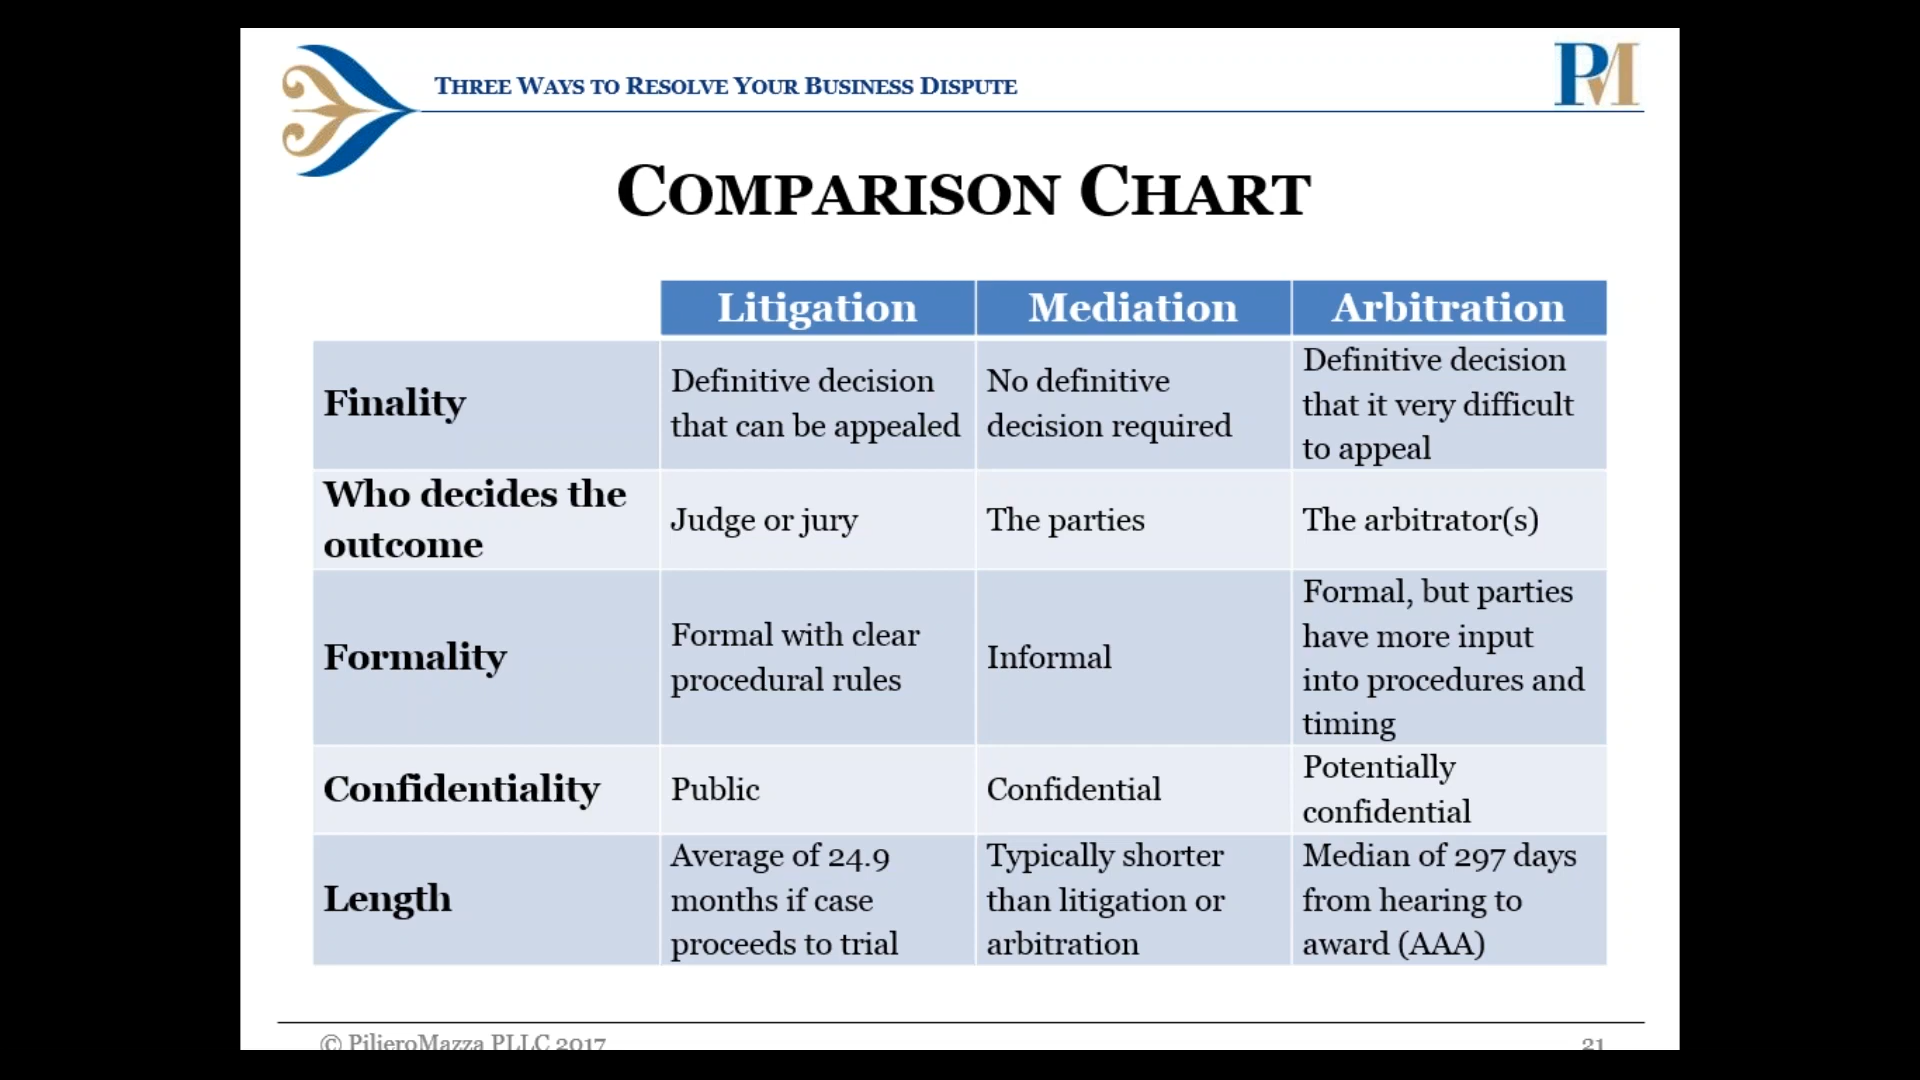 THREE WAYS TO RESOLVE YOUR BUSINESS DISPUTE
PM
COMPARISON CHART
Litigation Mediation Arbitration
Finality
Definitive decision
that can be appealed
No definitive
decision required
Definitive decision
that it very difficult
to appeal
Who decides the
outcome
Judge or jury
The parties
The arbitrator(s)
Formality
Formal with clear
procedural rules
Informal
Formal, but parties
have more input
into procedures and
timing
Confidentiality
Public
Confidential
Potentially
confidential
Length
Average of 24.9
months if case
proceeds to trial
Typically shorter
than litigation or
arbitration
Median of 297 days
from hearing to
award (AAA)
© PilieroMazza PLLC 2017
21